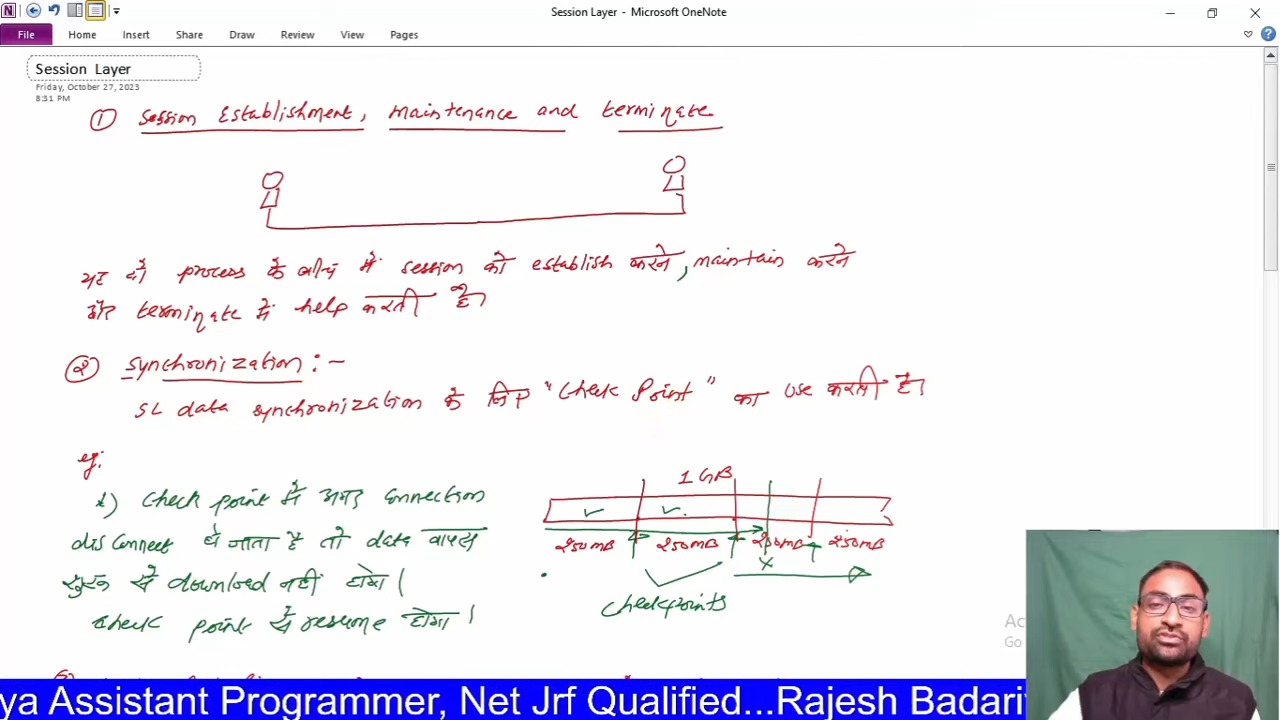 Session Layer - Microsoft OneNote
File Home Insert Share Draw Review View Pages
Session Layer
Friday, October 27, 2023
8:31 PM
① Session Establishment, Maintenance and terminate
यह दो process के बीच में session को establish करने, maintain करने
और terminate में help करती है।
② Synchronization :-
SL data synchronization के लिए "Check Point" का use करती है।
eg:
1) Check point में अगर Connection
disConnect हो जाता है तो data वापस
शुरू से download नहीं होगा।
Check point से resume होगा।
1 GB
250MB 250MB 250MB 250MB
Checkpoints
Ac
Go
ya Assistant Programmer, Net Jrf Qualified...Rajesh Badariy